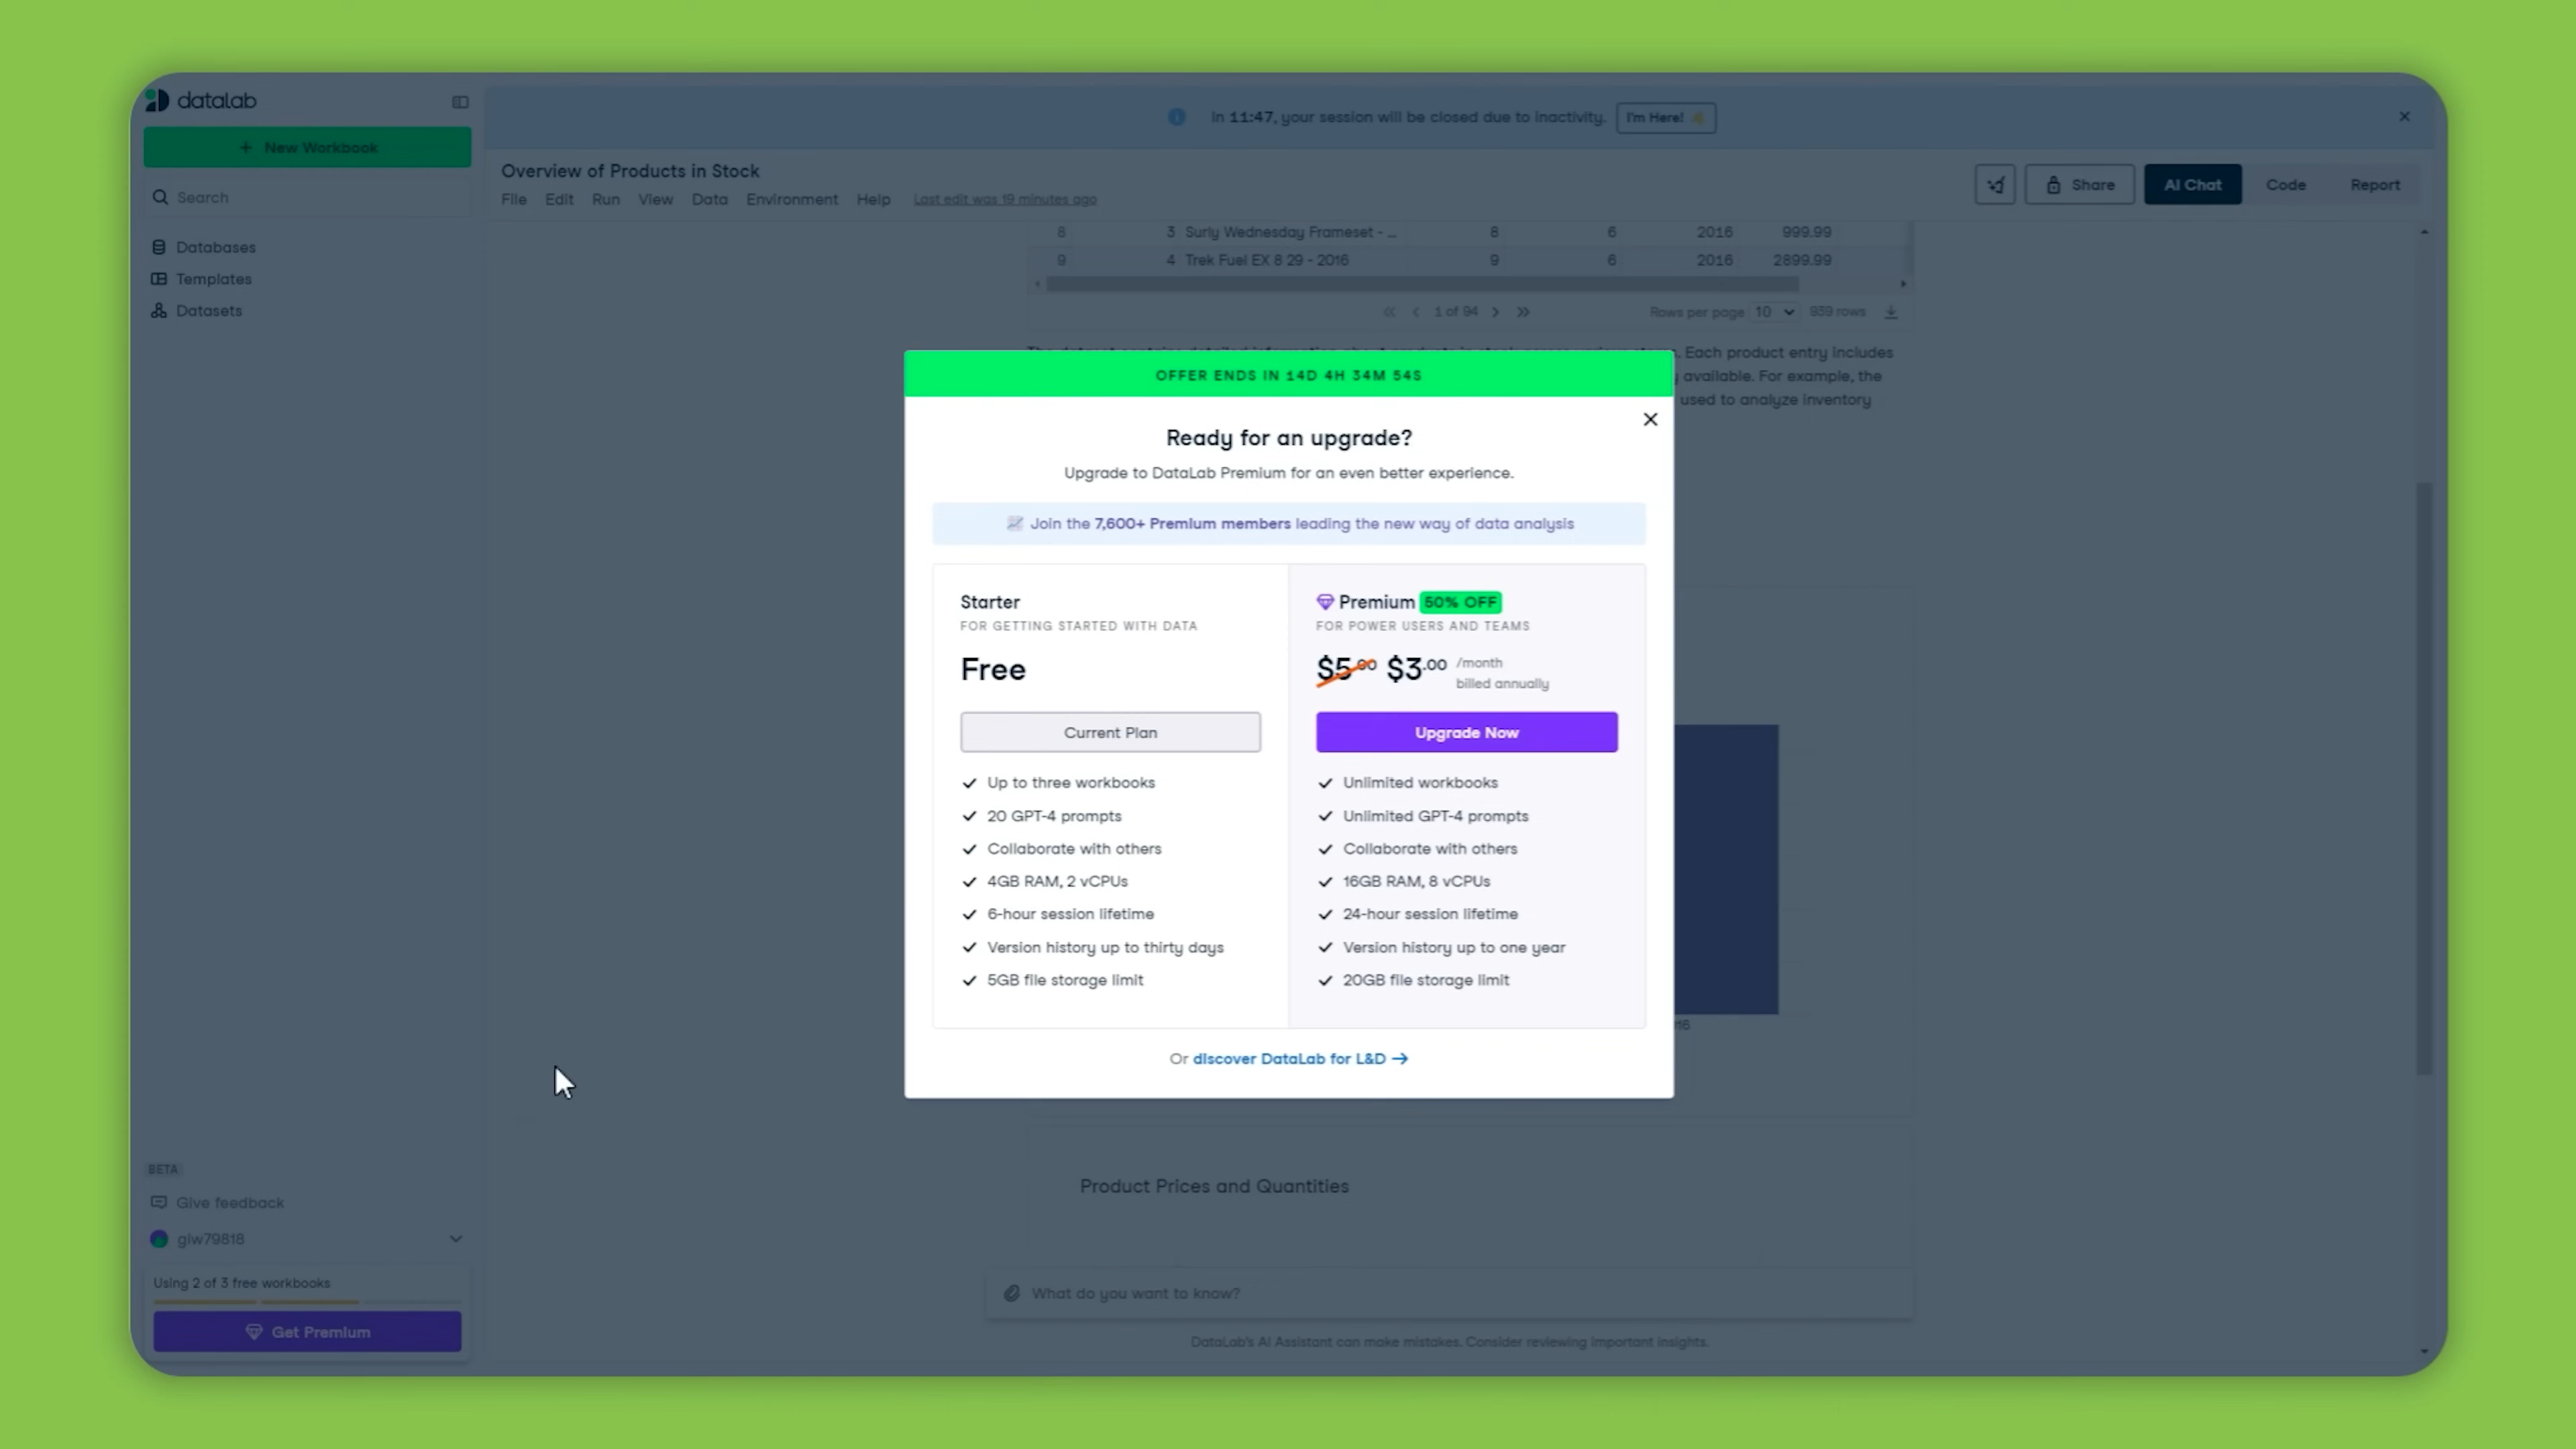 datalab
In 11:47, your session will be closed due to inactivity. I'm Here!
+ New Workbook
Overview of Products in Stock
Share AI Chat Code Report
Search
File Edit Run View Data Environment Help Last edit was 19 minutes ago
8 3 Surly Wednesday Frameset - ... 8 6 2016 999.99
Databases
9 4 Trek Fuel EX 8 29 - 2016 9 6 2016 2899.99
Templates
Datasets
1 of 94 Rows per page 10 939 rows
. Each product entry includes
OFFER ENDS IN 14D 4H 34M 54S
available. For example, the
used to analyze inventory
Ready for an upgrade?
Upgrade to DataLab Premium for an even better experience.
Join the 7,600+ Premium members leading the new way of data analysis
Starter
FOR GETTING STARTED WITH DATA
Free
Current Plan
Up to three workbooks
20 GPT-4 prompts
Collaborate with others
4GB RAM, 2 vCPUs
6-hour session lifetime
Version history up to thirty days
5GB file storage limit
Premium 50% OFF
FOR POWER USERS AND TEAMS
$5.00 $3.00 /month
billed annually
Upgrade Now
Unlimited workbooks
Unlimited GPT-4 prompts
Collaborate with others
16GB RAM, 8 vCPUs
24-hour session lifetime
Version history up to one year
20GB file storage limit
Or discover DataLab for L&D →
BETA
Give feedback
glw79818
Using 2 of 3 free workbooks
Get Premium
Product Prices and Quantities
What do you want to know?
DataLab's AI Assistant can make mistakes. Consider reviewing important insights.